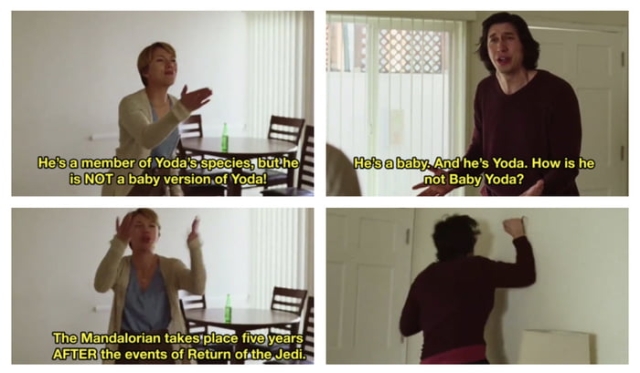 He's a member of Yoda's species, but he
is NOT a baby version of Yoda!
He's a baby. And he's Yoda. How is he
not Baby Yoda?
The Mandalorian takes place five years
AFTER the events of Return of the Jedi.